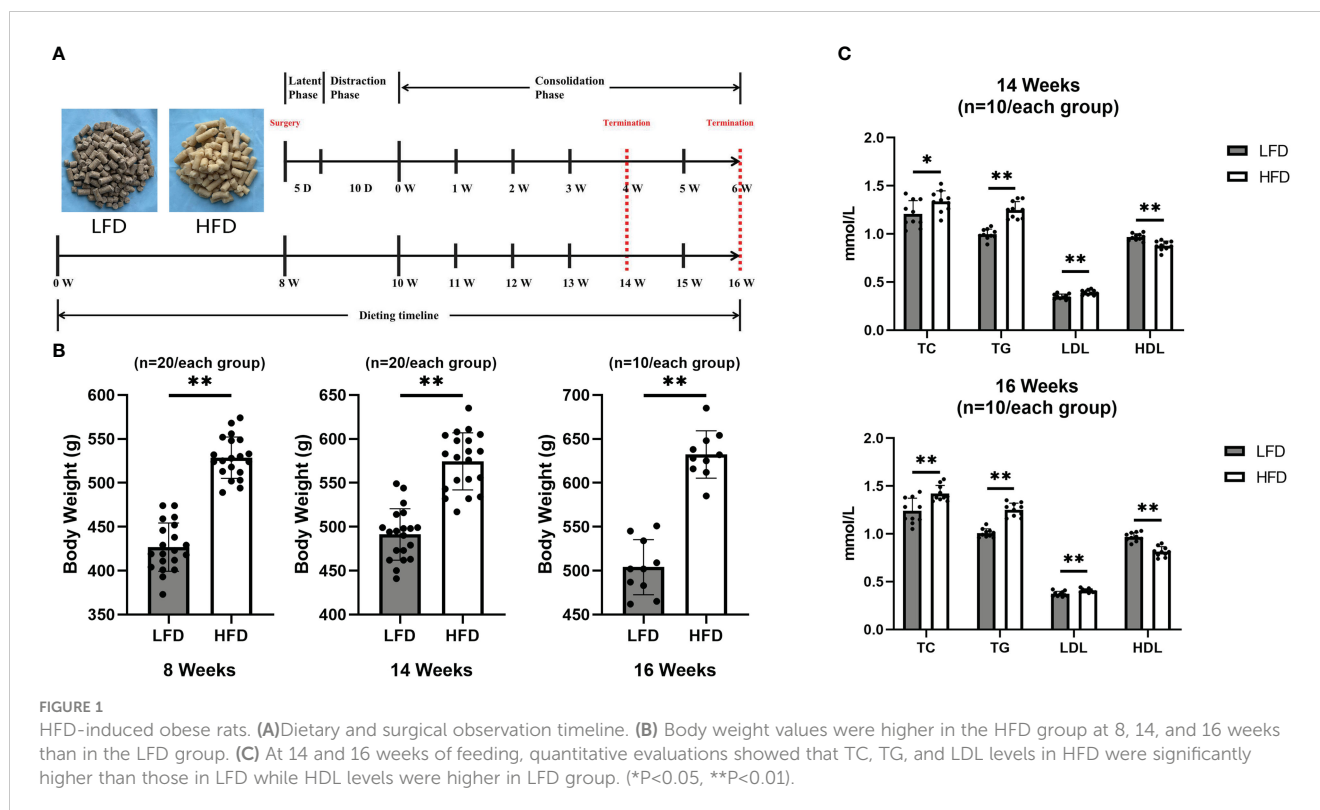 A
Latent Distraction Consolidation
Phase Phase Phase
Surgery Termination Termination
5 D 10 D 0 W 1 W 2 W 3 W 4 W 5 W 6 W
LFD HFD
0 W 8 W 10 W 11 W 12 W 13 W 14 W 15 W 16 W
Dieting timeline
B
(n=20/each group)
**
Body Weight (g)
600
550
500
450
400
350
LFD HFD
8 Weeks
(n=20/each group)
**
Body Weight (g)
650
600
550
500
450
400
LFD HFD
14 Weeks
(n=10/each group)
**
Body Weight (g)
700
650
600
550
500
450
LFD HFD
16 Weeks
C
14 Weeks
(n=10/each group)
LFD
HFD
mmol/L
2.0
1.5
1.0
0.5
0.0
* ** ** **
TC TG LDL HDL
16 Weeks
(n=10/each group)
LFD
HFD
mmol/L
2.0
1.5
1.0
0.5
0.0
** ** ** **
TC TG LDL HDL
FIGURE 1
HFD-induced obese rats. (A)Dietary and surgical observation timeline. (B) Body weight values were higher in the HFD group at 8, 14, and 16 weeks
than in the LFD group. (C) At 14 and 16 weeks of feeding, quantitative evaluations showed that TC, TG, and LDL levels in HFD were significantly
higher than those in LFD while HDL levels were higher in LFD group. (*P<0.05, **P<0.01).